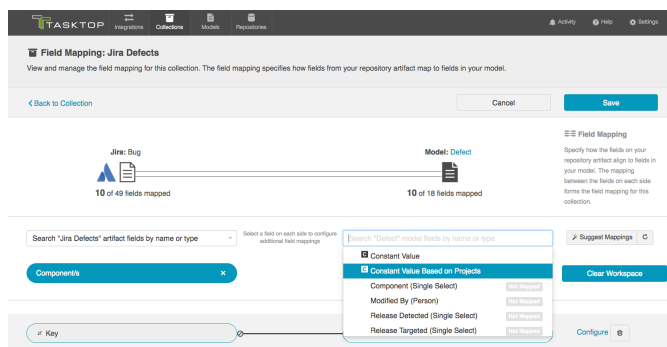 TASKTOP
Integrations
Collections
Models
Repositories
Activity
Help
Settings
Field Mapping: Jira Defects
View and manage the field mapping for this collection. The field mapping specifies how fields from your repository artifact map to fields in your model.
Back to Collection
Cancel
Save
Jira: Bug
Model: Defect
10 of 49 fields mapped
10 of 18 fields mapped
Field Mapping
Specify how the fields on your
repository artifact align to fields in
your model. The mapping
between the fields on each side
forms the field mapping for this
collection.
Search "Jira Defects" artifact fields by name or type
Select a field on each side to configure
additional field mappings
Search "Defect" model fields by name or type
Suggest Mappings
C Constant Value
Component/s
C Constant Value Based on Projects
Clear Workspace
Component (Single Select) Not Mapped
Modified By (Person) Not Mapped
Release Detected (Single Select) Not Mapped
Release Targeted (Single Select) Not Mapped
Key
Configure